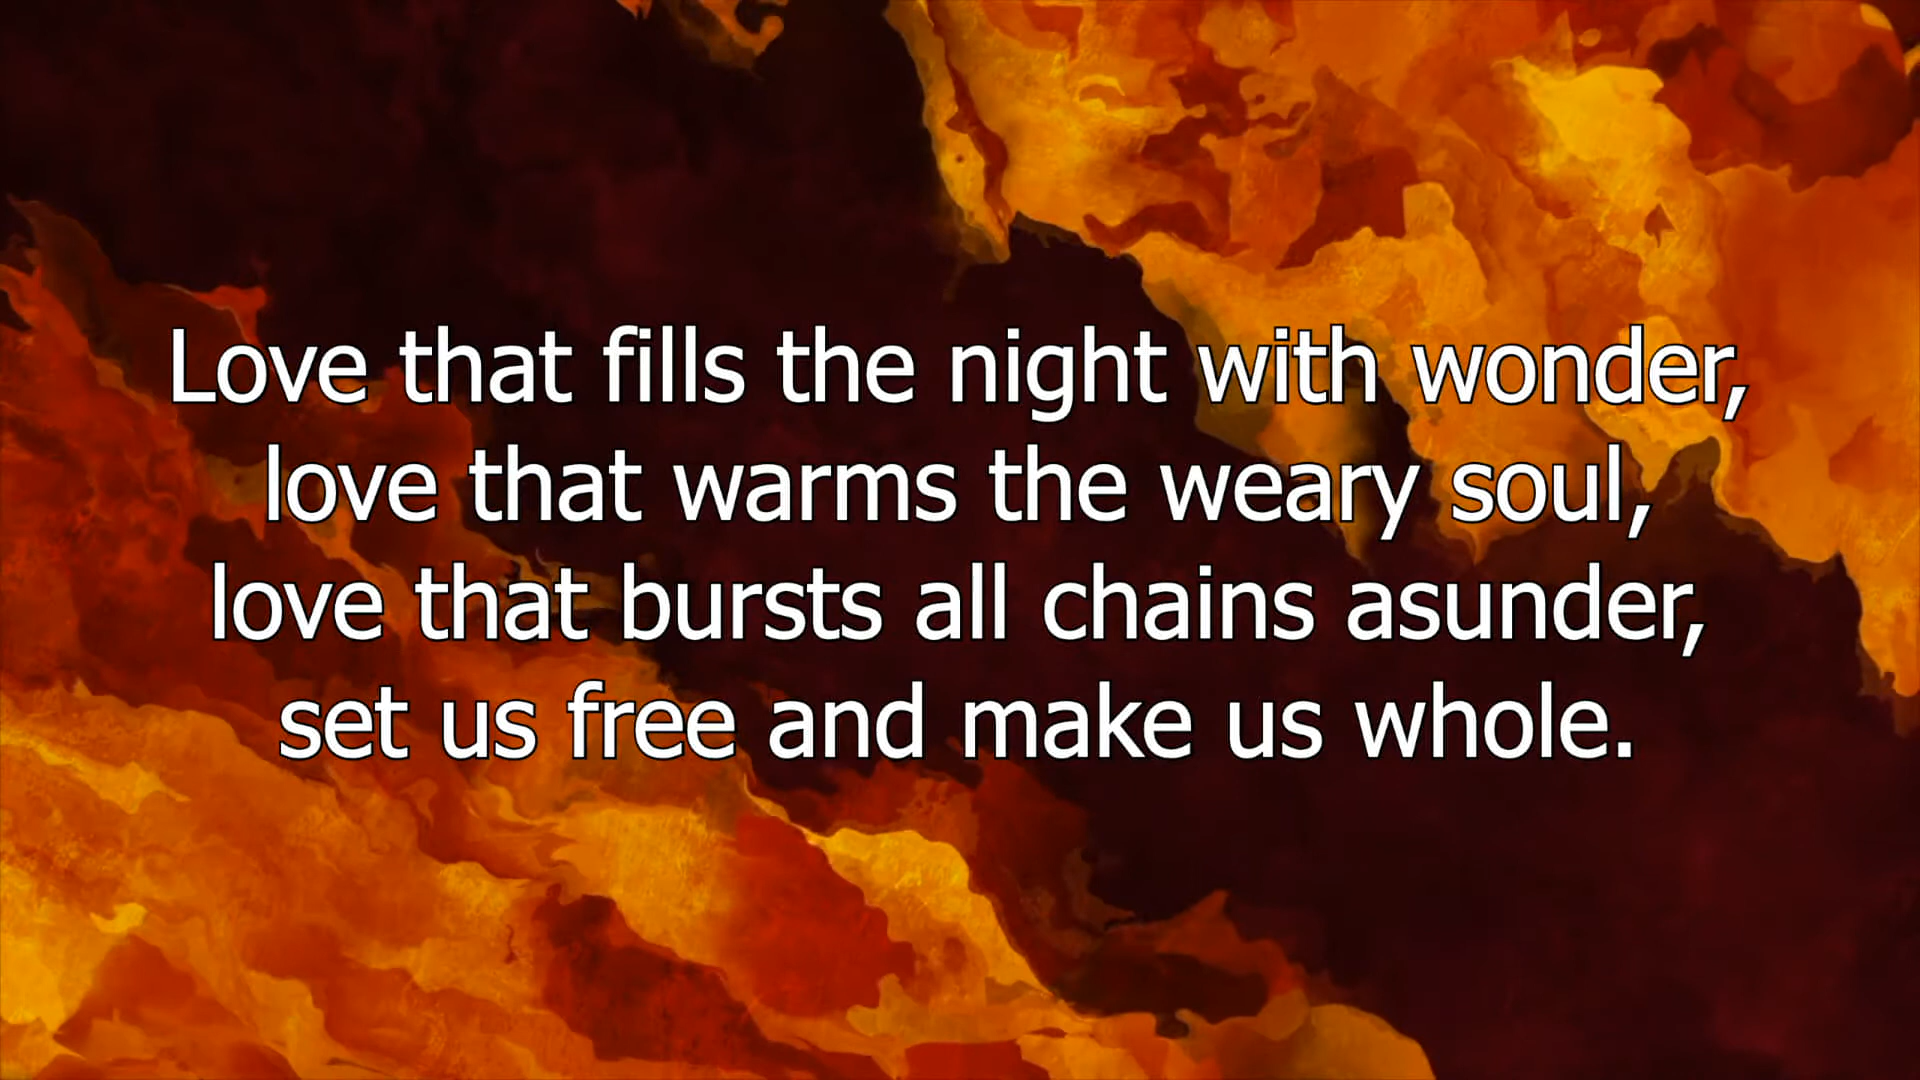 Love that fills the night with wonder,
love that warms the weary soul,
love that bursts all chains asunder,
set us free and make us whole.